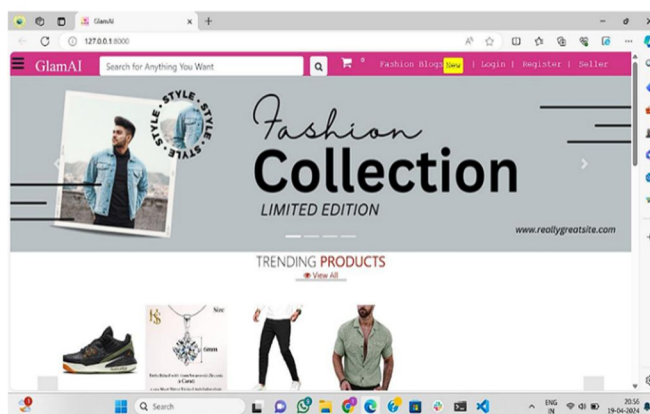 GlamAI
127.0.0.1:8000
GlamAI
Search for Anything You Want
0
Fashion Blogs New | Login | Register | Seller
STYLE • STYLE • STYLE • STYLE •
Fashion
Collection
LIMITED EDITION
www.reallygreatsite.com
TRENDING PRODUCTS
View All
Size:
6mm
Search
ENG
IN
20:56
19-04-2024